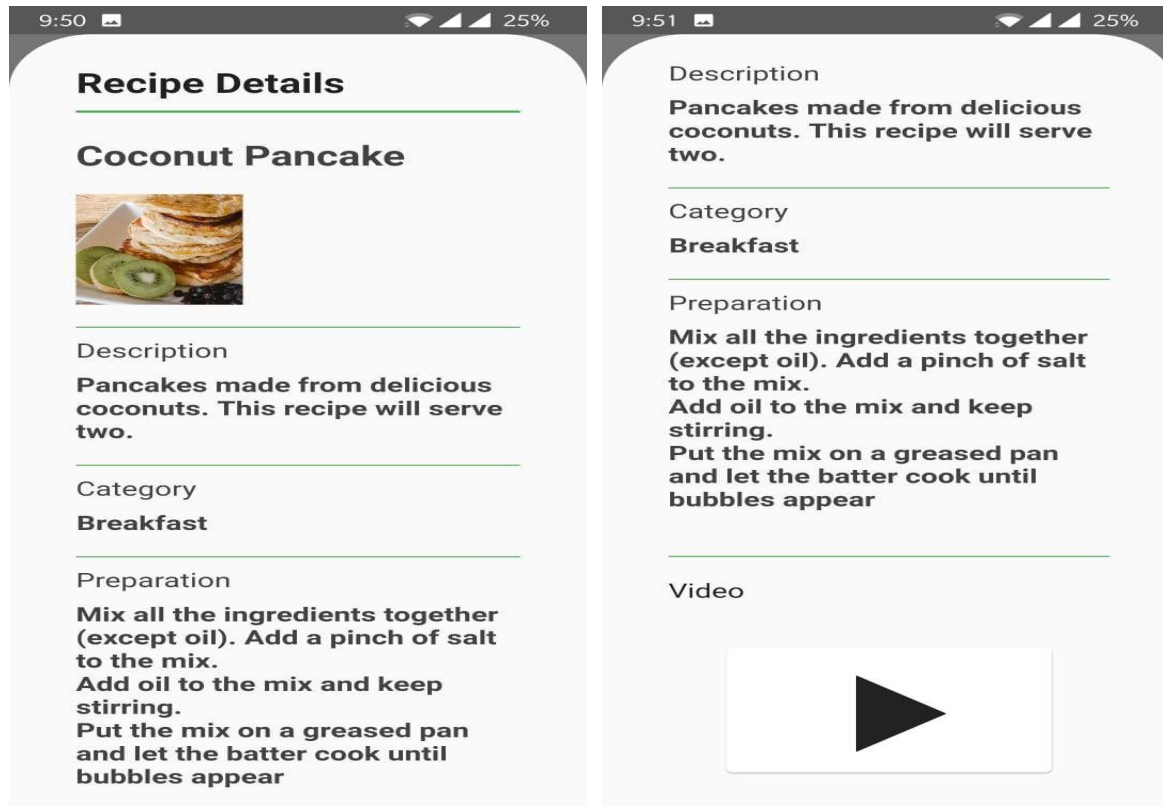 9:50
25%
Recipe Details
Coconut Pancake
Description
Pancakes made from delicious
coconuts. This recipe will serve
two.
Category
Breakfast
Preparation
Mix all the ingredients together
(except oil). Add a pinch of salt
to the mix.
Add oil to the mix and keep
stirring.
Put the mix on a greased pan
and let the batter cook until
bubbles appear
9:51
25%
Description
Pancakes made from delicious
coconuts. This recipe will serve
two.
Category
Breakfast
Preparation
Mix all the ingredients together
(except oil). Add a pinch of salt
to the mix.
Add oil to the mix and keep
stirring.
Put the mix on a greased pan
and let the batter cook until
bubbles appear
Video